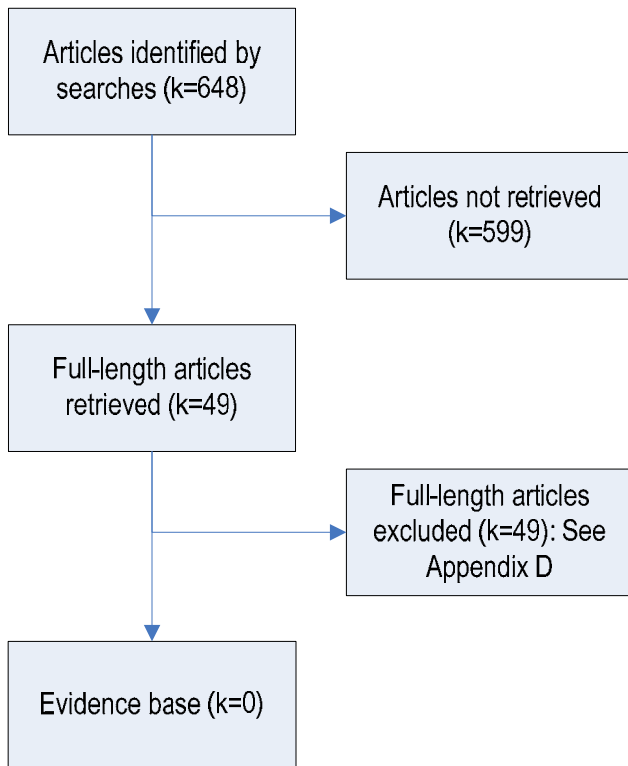 Articles identified by
searches (k=648)
Articles not retrieved
(k=599)
Full-length articles
retrieved (k=49)
Full-length articles
excluded (k=49): See
Appendix D
Evidence base (k=0)